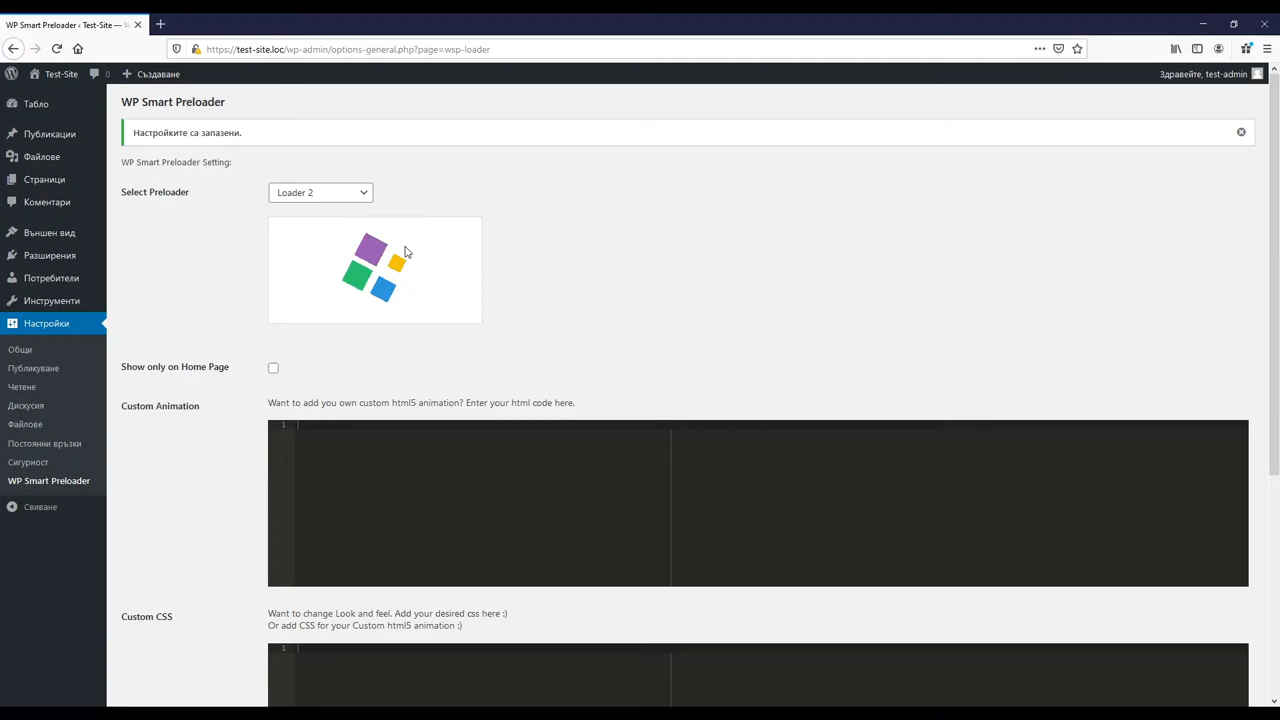 WP Smart Preloader ‹ Test-Site — W
https://test-site.loc/wp-admin/options-general.php?page=wsp-loader
Test-Site
0
Създаване
Здравейте, test-admin
Табло
Публикации
Файлове
Страници
Коментари
Външен вид
Разширения
Потребители
Инструменти
Настройки
Общи
Публикуване
Четене
Дискусия
Файлове
Постоянни връзки
Сигурност
WP Smart Preloader
Свиване
WP Smart Preloader
Настройките са запазени.
WP Smart Preloader Setting:
Select Preloader
Loader 2
Show only on Home Page
Custom Animation
Want to add you own custom html5 animation? Enter your html code here.
1
Custom CSS
Want to change Look and feel. Add your desired css here :)
Or add CSS for your Custom html5 animation :)
1